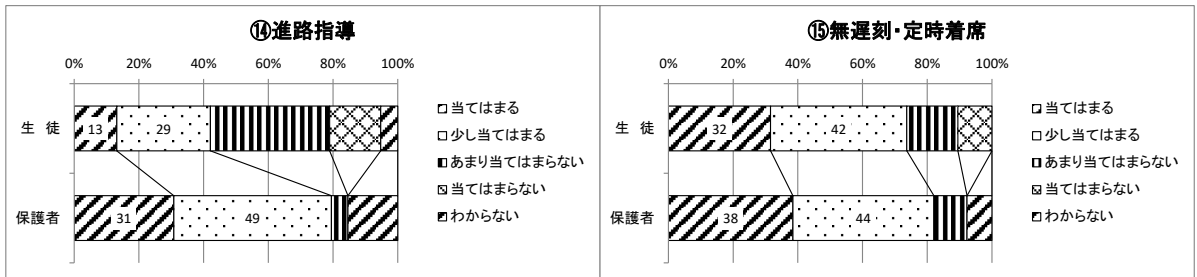 ⑭進路指導
0% 20% 40% 60% 80% 100%
生 徒 13 29
保護者 31 49
当てはまる
少し当てはまる
あまり当てはまらない
当てはまらない
わからない
⑮無遅刻・定時着席
0% 20% 40% 60% 80% 100%
生 徒 32 42
保護者 38 44
当てはまる
少し当てはまる
あまり当てはまらない
当てはまらない
わからない